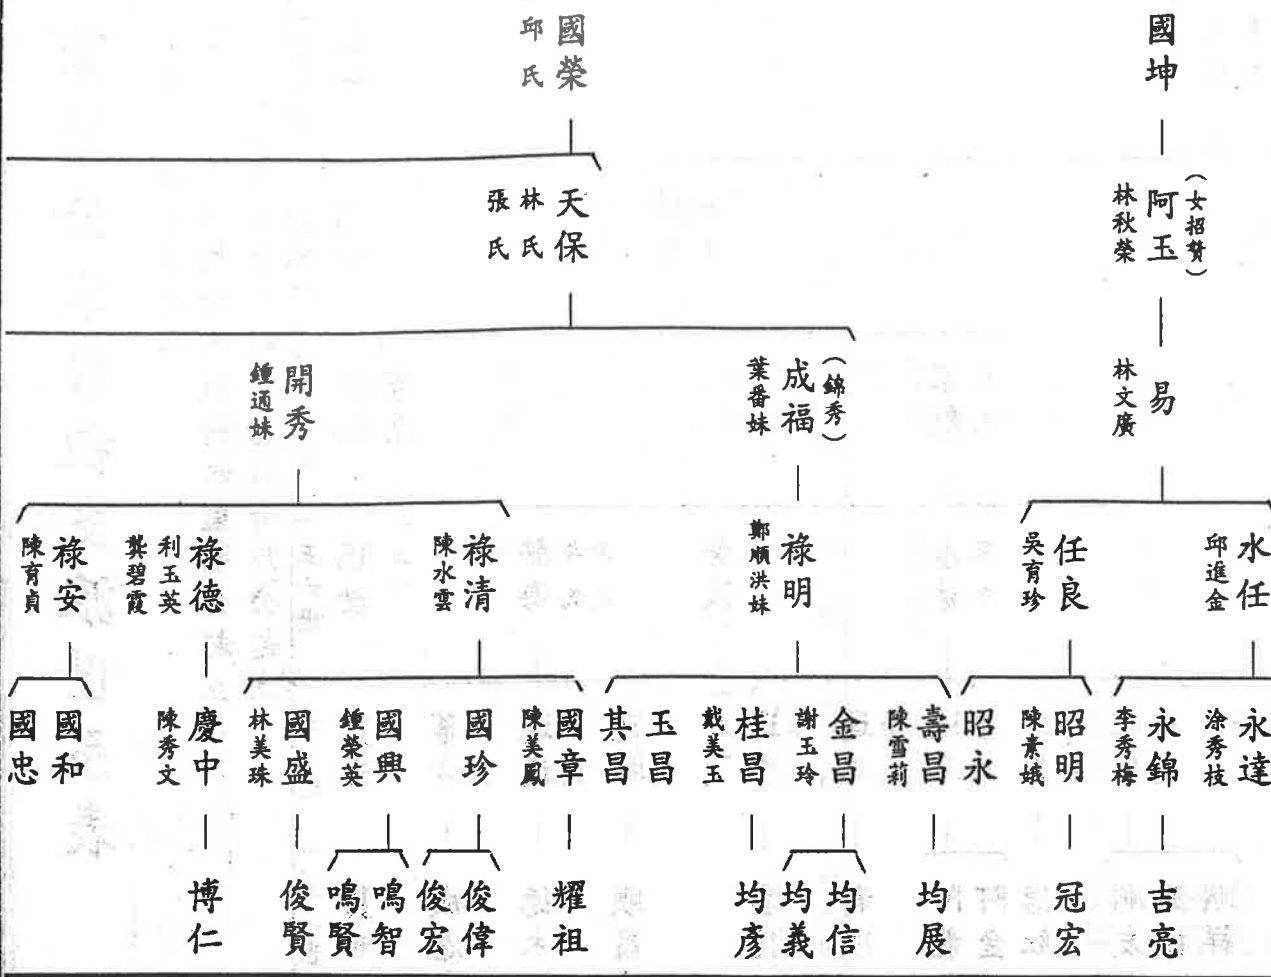 國坤
國榮
邱氏
(女招贅)
阿玉
林秋榮
天保
林氏
張氏
易
林文廣
(錦秀)
成福
葉番妹
開秀
鍾通妹
水任
邱進金
任良
吳育珍
祿明
鄭順洪妹
祿清
陳水雲
祿德
利玉英
龔碧霞
祿安
陳育貞
永達
涂秀枝
永錦
李秀梅
昭明
陳素娥
昭永
壽昌
陳雪莉
金昌
謝玉玲
桂昌
戴美玉
玉昌
其昌
國章
陳美鳳
國珍
國興
鍾榮英
國盛
林美珠
慶中
陳秀文
國和
國忠
吉亮
冠宏
均展
均信
均義
均彥
耀祖
俊偉
俊宏
鳴智
鳴賢
俊賢
博仁